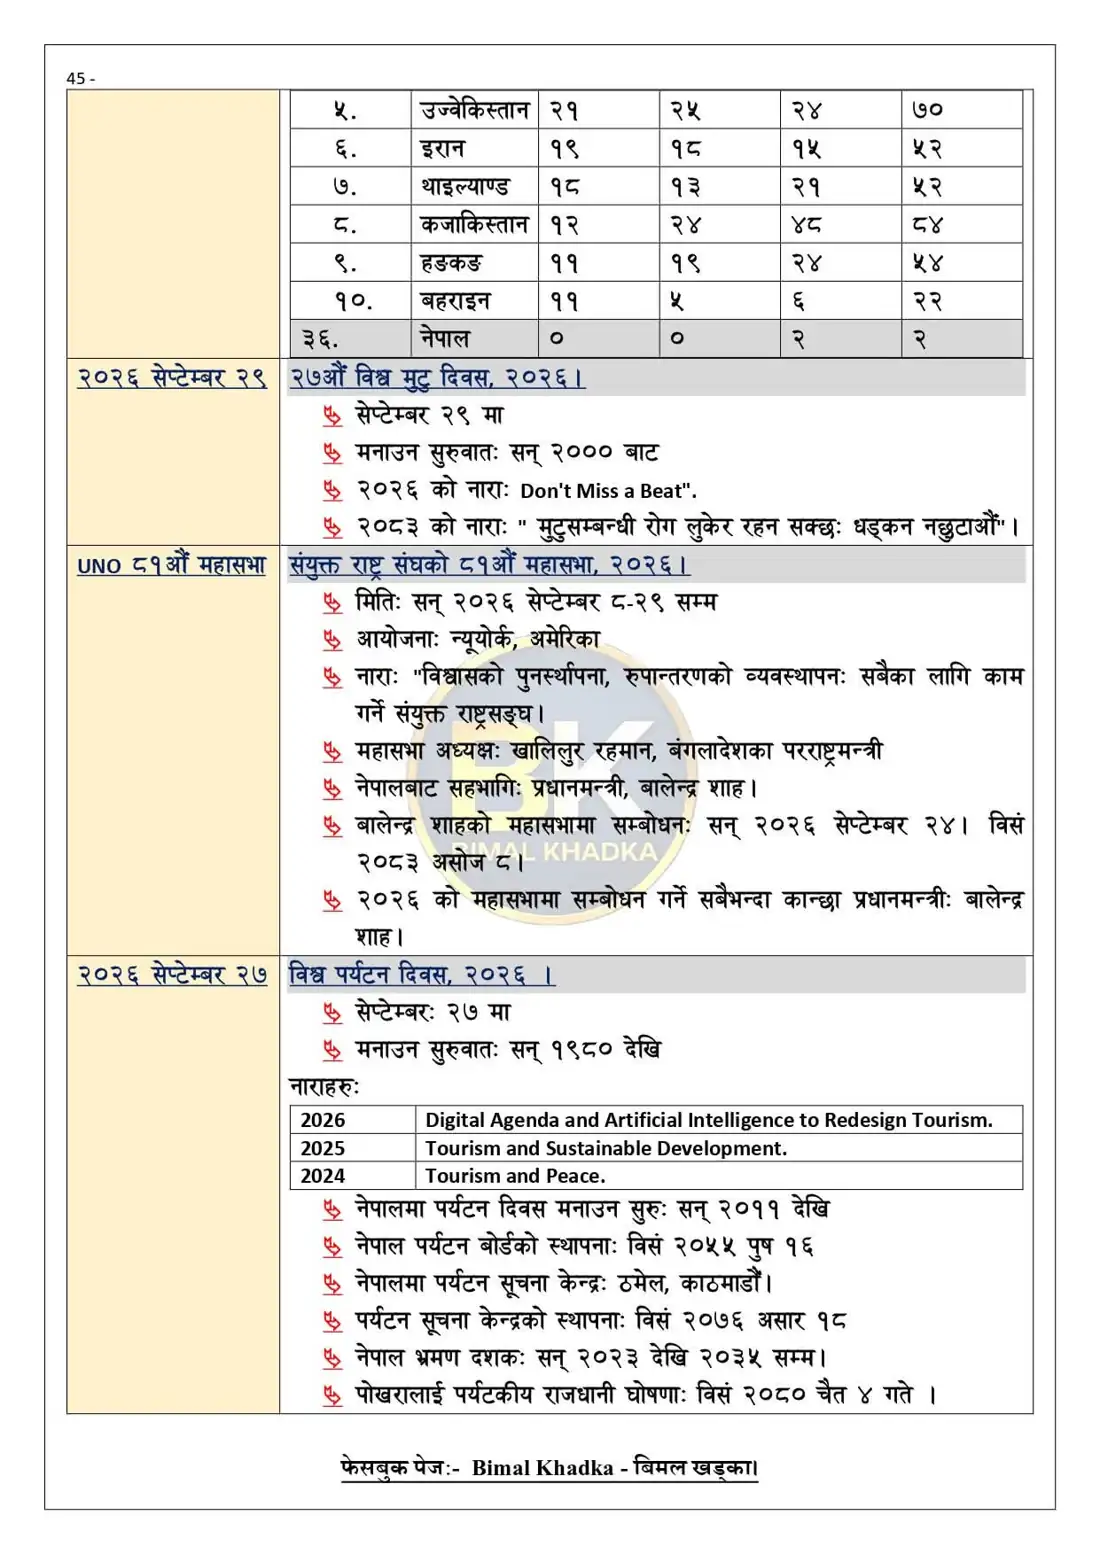 45 -
५. उज्वेकिस्तान २१ २५ २४ ७०
६. इरान १९ १८ १५ ५२
७. थाइल्याण्ड १८ १३ २१ ५२
८. कजाकिस्तान १२ २४ ४८ ८४
९. हङकङ ११ १९ २४ ५४
१०. बहराइन ११ ५ ६ २२
३६. नेपाल ० ० २ २
२०२६ सेप्टेम्बर २९ २७औं विश्व मुटु दिवस, २०२६।
सेप्टेम्बर २९ मा
मनाउन सुरुवातः सन् २००० बाट
२०२६ को नाराः Don't Miss a Beat".
२०८३ को नाराः " मुटुसम्बन्धी रोग लुकेर रहन सक्छः धड्कन नछुटाऔं"।
UNO ८१औं महासभा संयुक्त राष्ट्र संघको ८१औं महासभा, २०२६।
मितिः सन् २०२६ सेप्टेम्बर ८-२९ सम्म
आयोजनाः न्यूयोर्क, अमेरिका
नाराः "विश्वासको पुनर्स्थापना, रुपान्तरणको व्यवस्थापनः सबैका लागि काम
गर्ने संयुक्त राष्ट्रसङ्घ।
महासभा अध्यक्षः खालिलुर रहमान, बंगलादेशका परराष्ट्रमन्त्री
नेपालबाट सहभागिः प्रधानमन्त्री, बालेन्द्र शाह।
बालेन्द्र शाहको महासभामा सम्बोधनः सन् २०२६ सेप्टेम्बर २४। विसं
२०८३ असोज ८।
BK
BIMAL KHADKA
२०२६ को महासभामा सम्बोधन गर्ने सबैभन्दा कान्छा प्रधानमन्त्रीः बालेन्द्र
शाह।
२०२६ सेप्टेम्बर २७ विश्व पर्यटन दिवस, २०२६ ।
सेप्टेम्बरः २७ मा
मनाउन सुरुवातः सन् १९८० देखि
नाराहरुः
2026 Digital Agenda and Artificial Intelligence to Redesign Tourism.
2025 Tourism and Sustainable Development.
2024 Tourism and Peace.
नेपालमा पर्यटन दिवस मनाउन सुरुः सन् २०११ देखि
नेपाल पर्यटन बोर्डको स्थापनाः विसं २०५५ पुष १६
नेपालमा पर्यटन सूचना केन्द्रः ठमेल, काठमाडौं।
पर्यटन सूचना केन्द्रको स्थापनाः विसं २०७६ असार १८
नेपाल भ्रमण दशकः सन् २०२३ देखि २०३५ सम्म।
पोखरालाई पर्यटकीय राजधानी घोषणाः विसं २०८० चैत ४ गते ।
फेसबुक पेजः- Bimal Khadka - बिमल खड्का।